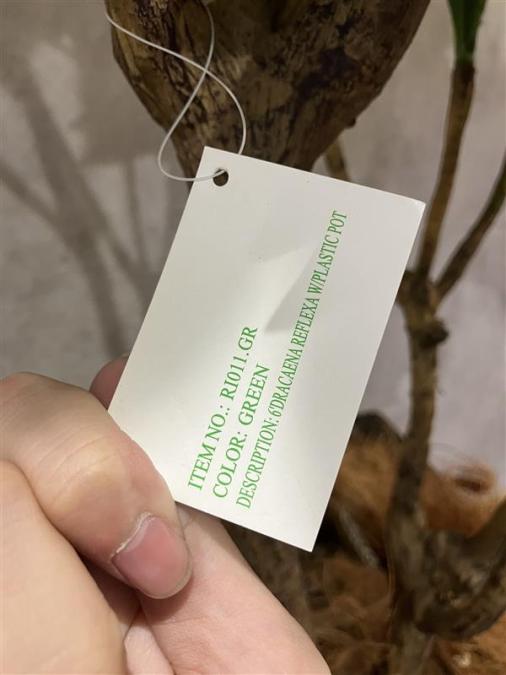 ITEM NO.: RI011.GR
COLOR: GREEN
DESCRIPTION: 6'DRACAENA REFLEXA W/PLASTIC POT